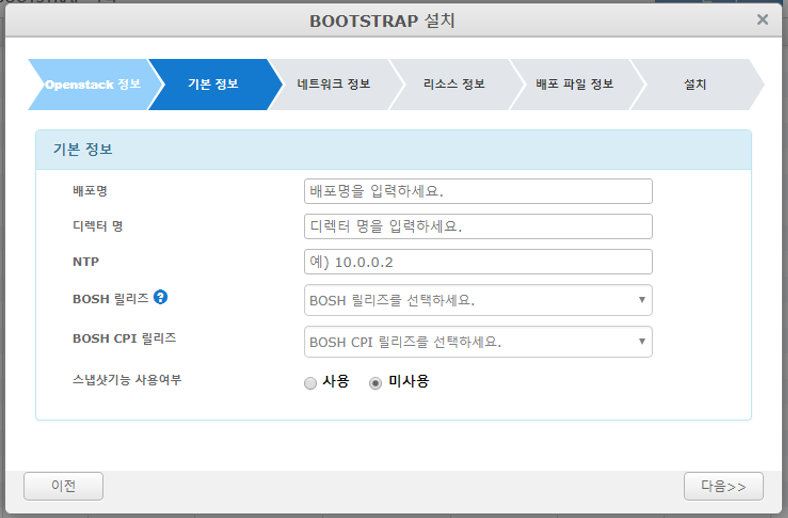 BOOTSTRAP 설치
Openstack 정보 기본 정보 네트워크 정보 리소스 정보 배포 파일 정보 설치
기본 정보
배포명 배포명을 입력하세요.
디렉터 명 디렉터 명을 입력하세요.
NTP 예) 10.0.0.2
BOSH 릴리즈 ? BOSH 릴리즈를 선택하세요.
BOSH CPI 릴리즈 BOSH CPI 릴리즈를 선택하세요.
스냅샷기능 사용여부 사용 미사용
이전 다음>>